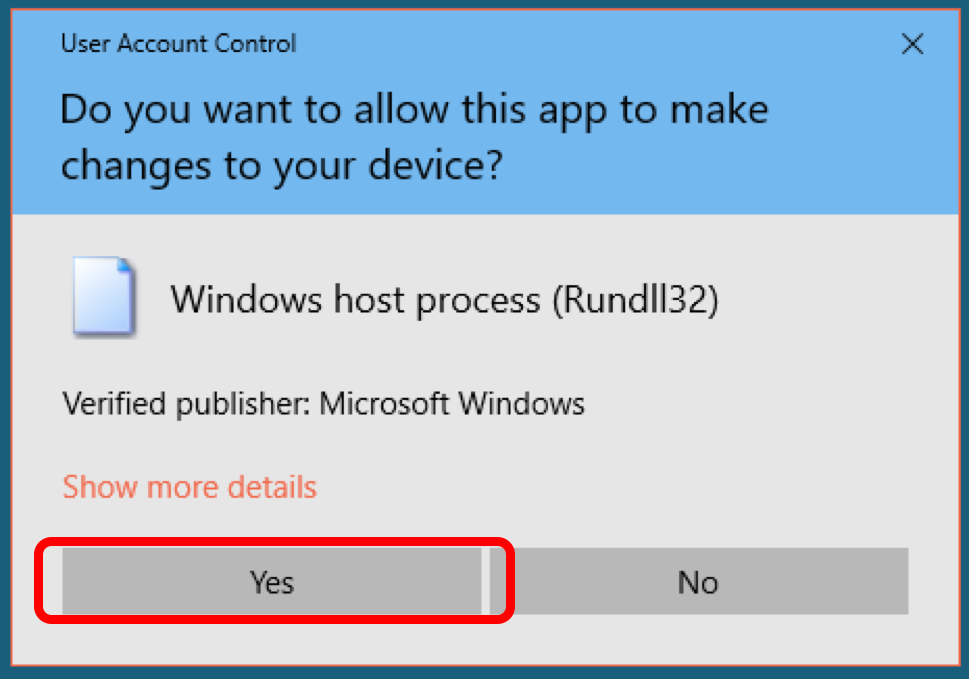 User Account Control
Do you want to allow this app to make
changes to your device?
Windows host process (Rundll32)
Verified publisher: Microsoft Windows
Show more details
Yes
No